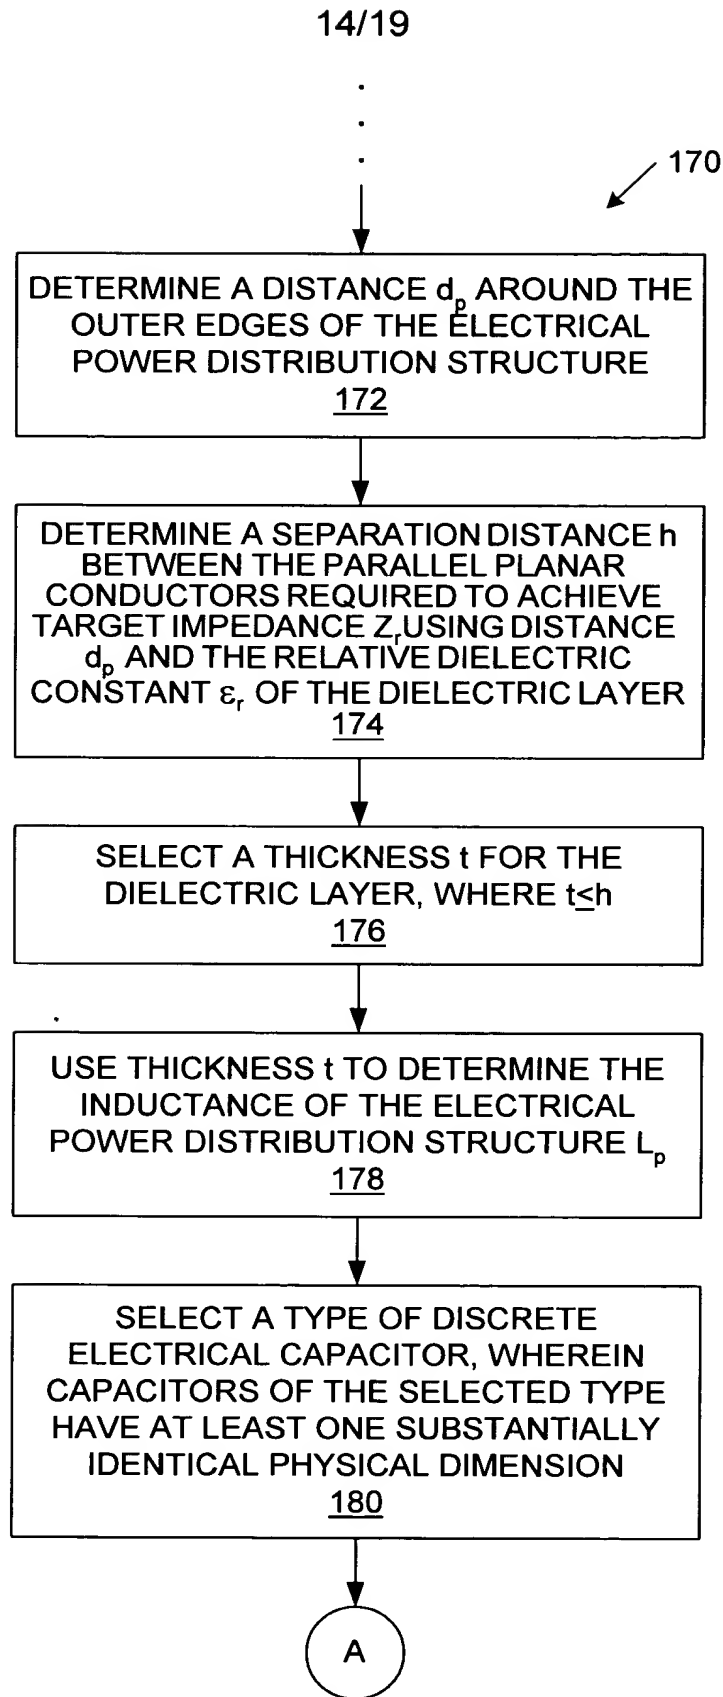 14/19
170
DETERMINE A DISTANCE dₚ AROUND THE
OUTER EDGES OF THE ELECTRICAL
POWER DISTRIBUTION STRUCTURE
172
DETERMINE A SEPARATION DISTANCE h
BETWEEN THE PARALLEL PLANAR
CONDUCTORS REQUIRED TO ACHIEVE
TARGET IMPEDANCE Zᵣ USING DISTANCE
dₚ AND THE RELATIVE DIELECTRIC
CONSTANT εᵣ OF THE DIELECTRIC LAYER
174
SELECT A THICKNESS t FOR THE
DIELECTRIC LAYER, WHERE t≤h
176
USE THICKNESS t TO DETERMINE THE
INDUCTANCE OF THE ELECTRICAL
POWER DISTRIBUTION STRUCTURE Lₚ
178
SELECT A TYPE OF DISCRETE
ELECTRICAL CAPACITOR, WHEREIN
CAPACITORS OF THE SELECTED TYPE
HAVE AT LEAST ONE SUBSTANTIALLY
IDENTICAL PHYSICAL DIMENSION
180
A